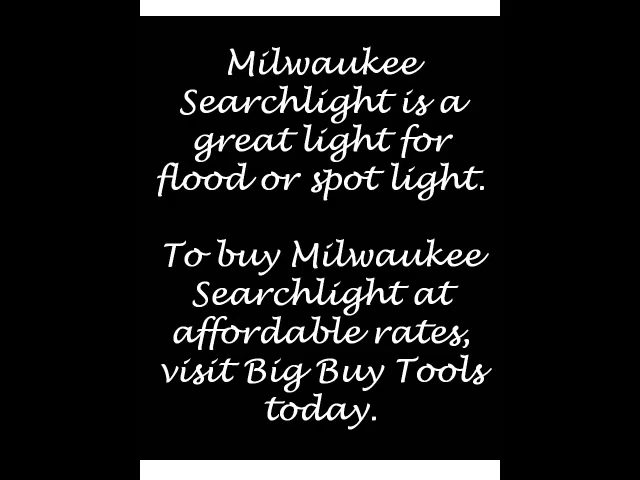 Milwaukee
Searchlight is a
great light for
flood or spot light.
To buy Milwaukee
Searchlight at
affordable rates,
visit Big Buy Tools
today.